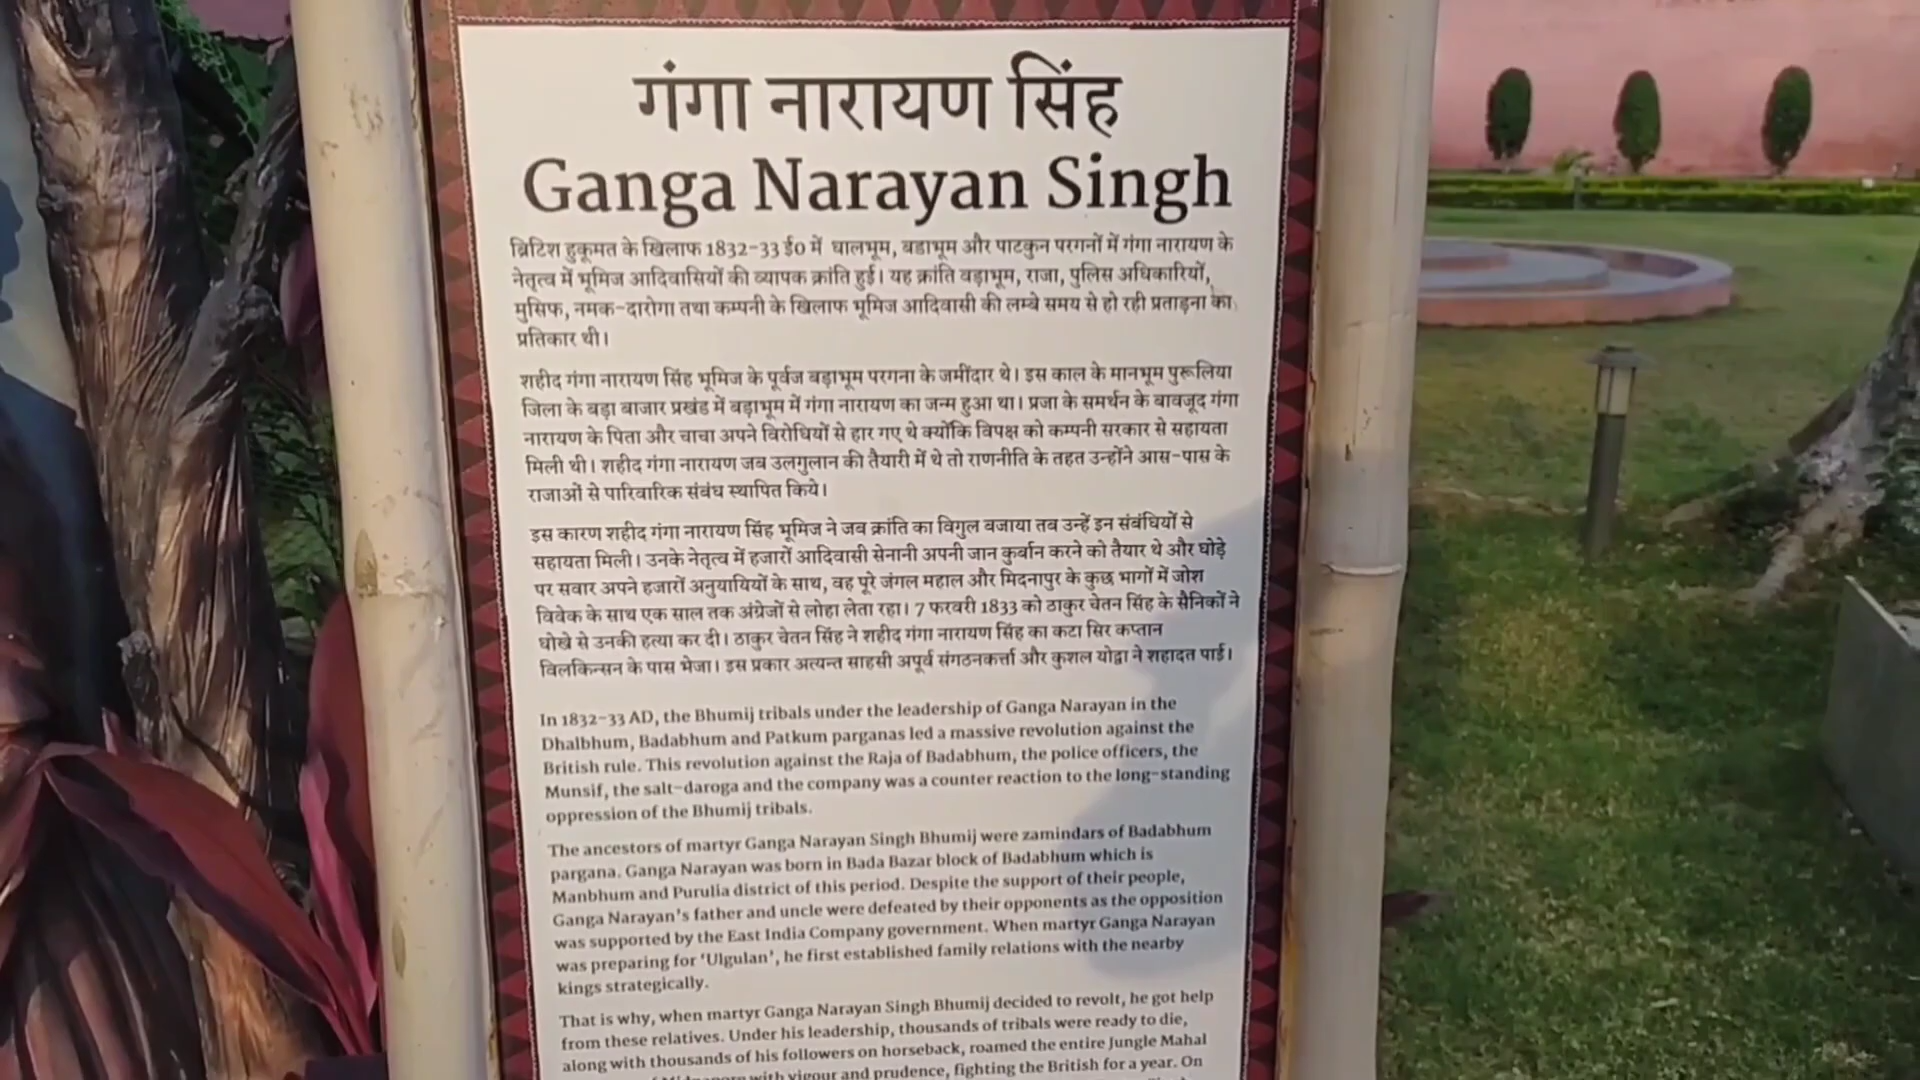 गंगा नारायण सिंह
Ganga Narayan Singh
ब्रिटिश हुकूमत के खिलाफ 1832-33 ई0 में धालभूम, बडाभूम और पाटकुन परगनों में गंगा नारायण के
नेतृत्व में भूमिज आदिवासियों की व्यापक क्रांति हुई। यह क्रांति बड़ाभूम, राजा, पुलिस अधिकारियों,
मुसिफ, नमक-दारोगा तथा कम्पनी के खिलाफ भूमिज आदिवासी की लम्बे समय से हो रही प्रताड़ना का
प्रतिकार थी।
शहीद गंगा नारायण सिंह भूमिज के पूर्वज बड़ाभूम परगना के जमींदार थे। इस काल के मानभूम पुरूलिया
जिला के बड़ा बाजार प्रखंड में बड़ाभूम में गंगा नारायण का जन्म हुआ था। प्रजा के समर्थन के बावजूद गंगा
नारायण के पिता और चाचा अपने विरोधियों से हार गए थे क्योंकि विपक्ष को कम्पनी सरकार से सहायता
मिली थी। शहीद गंगा नारायण जब उलगुलान की तैयारी में थे तो राणनीति के तहत उन्होंने आस-पास के
राजाओं से पारिवारिक संबंध स्थापित किये।
इस कारण शहीद गंगा नारायण सिंह भूमिज ने जब क्रांति का विगुल बजाया तब उन्हें इन संबंधियों से
सहायता मिली। उनके नेतृत्व में हजारों आदिवासी सेनानी अपनी जान कुर्बान करने को तैयार थे और घोड़े
पर सवार अपने हजारों अनुयायियों के साथ, वह पूरे जंगल महाल और मिदनापुर के कुछ भागों में जोश
विवेक के साथ एक साल तक अंग्रेजों से लोहा लेता रहा। 7 फरवरी 1833 को ठाकुर चेतन सिंह के सैनिकों ने
धोखे से उनकी हत्या कर दी। ठाकुर चेतन सिंह ने शहीद गंगा नारायण सिंह का कटा सिर कप्तान
विलकिन्सन के पास भेजा। इस प्रकार अत्यन्त साहसी अपूर्व संगठनकर्त्ता और कुशल योद्वा ने शहादत पाई।
In 1832-33 AD, the Bhumij tribals under the leadership of Ganga Narayan in the
Dhalbhum, Badabhum and Patkum parganas led a massive revolution against the
British rule. This revolution against the Raja of Badabhum, the police officers, the
Munsif, the salt-daroga and the company was a counter reaction to the long-standing
oppression of the Bhumij tribals.
The ancestors of martyr Ganga Narayan Singh Bhumij were zamindars of Badabhum
pargana. Ganga Narayan was born in Bada Bazar block of Badabhum which is
Manbhum and Purulia district of this period. Despite the support of their people,
Ganga Narayan's father and uncle were defeated by their opponents as the opposition
was supported by the East India Company government. When martyr Ganga Narayan
was preparing for 'Ulgulan', he first established family relations with the nearby
kings strategically.
That is why, when martyr Ganga Narayan Singh Bhumij decided to revolt, he got help
from these relatives. Under his leadership, thousands of tribals were ready to die,
along with thousands of his followers on horseback, roamed the entire Jungle Mahal
with vigour and prudence, fighting the British for a year. On